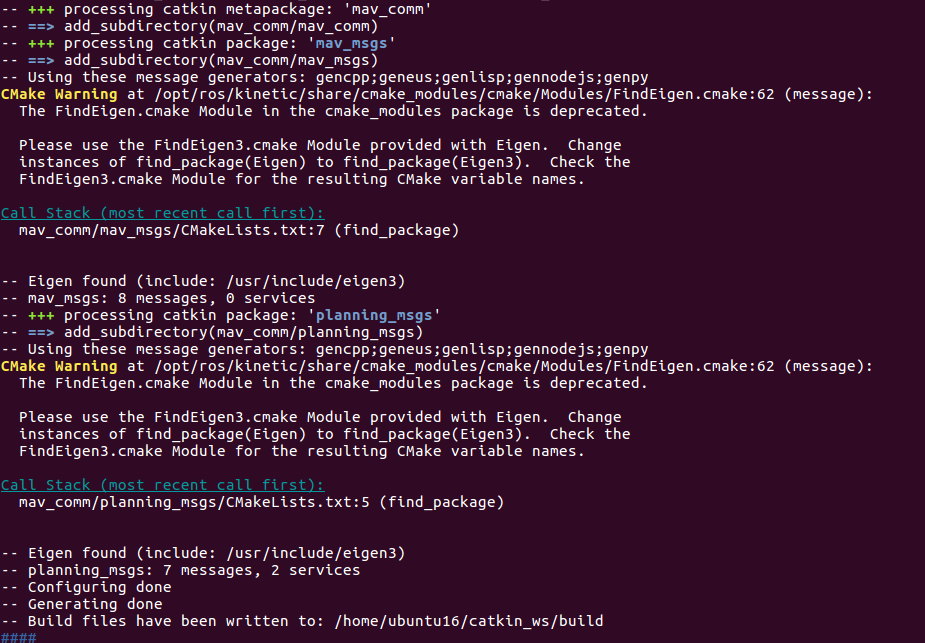 -- +++ processing catkin metapackage: 'mav_comm'
-- ==> add_subdirectory(mav_comm/mav_comm)
-- +++ processing catkin package: 'mav_msgs'
-- ==> add_subdirectory(mav_comm/mav_msgs)
-- Using these message generators: gencpp;geneus;genlisp;gennodejs;genpy
CMake Warning at /opt/ros/kinetic/share/cmake_modules/cmake/Modules/FindEigen.cmake:62 (message):
  The FindEigen.cmake Module in the cmake_modules package is deprecated.

  Please use the FindEigen3.cmake Module provided with Eigen.  Change
  instances of find_package(Eigen) to find_package(Eigen3).  Check the
  FindEigen3.cmake Module for the resulting CMake variable names.

Call Stack (most recent call first):
  mav_comm/mav_msgs/CMakeLists.txt:7 (find_package)


-- Eigen found (include: /usr/include/eigen3)
-- mav_msgs: 8 messages, 0 services
-- +++ processing catkin package: 'planning_msgs'
-- ==> add_subdirectory(mav_comm/planning_msgs)
-- Using these message generators: gencpp;geneus;genlisp;gennodejs;genpy
CMake Warning at /opt/ros/kinetic/share/cmake_modules/cmake/Modules/FindEigen.cmake:62 (message):
  The FindEigen.cmake Module in the cmake_modules package is deprecated.

  Please use the FindEigen3.cmake Module provided with Eigen.  Change
  instances of find_package(Eigen) to find_package(Eigen3).  Check the
  FindEigen3.cmake Module for the resulting CMake variable names.

Call Stack (most recent call first):
  mav_comm/planning_msgs/CMakeLists.txt:5 (find_package)


-- Eigen found (include: /usr/include/eigen3)
-- planning_msgs: 7 messages, 2 services
-- Configuring done
-- Generating done
-- Build files have been written to: /home/ubuntu16/catkin_ws/build
####